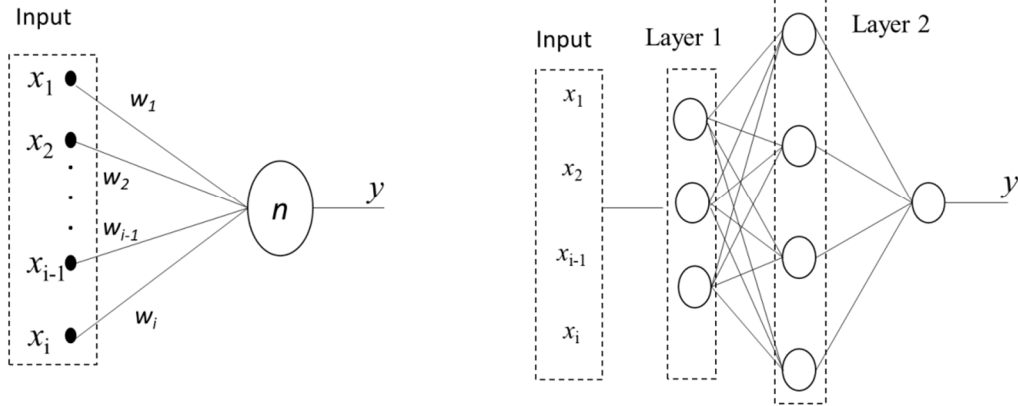 Input
x₁
w₁
x₂
w₂
wᵢ₋₁
xᵢ₋₁
wᵢ
xᵢ
n
y
Input
x₁
x₂
xᵢ₋₁
xᵢ
Layer 1
Layer 2
y